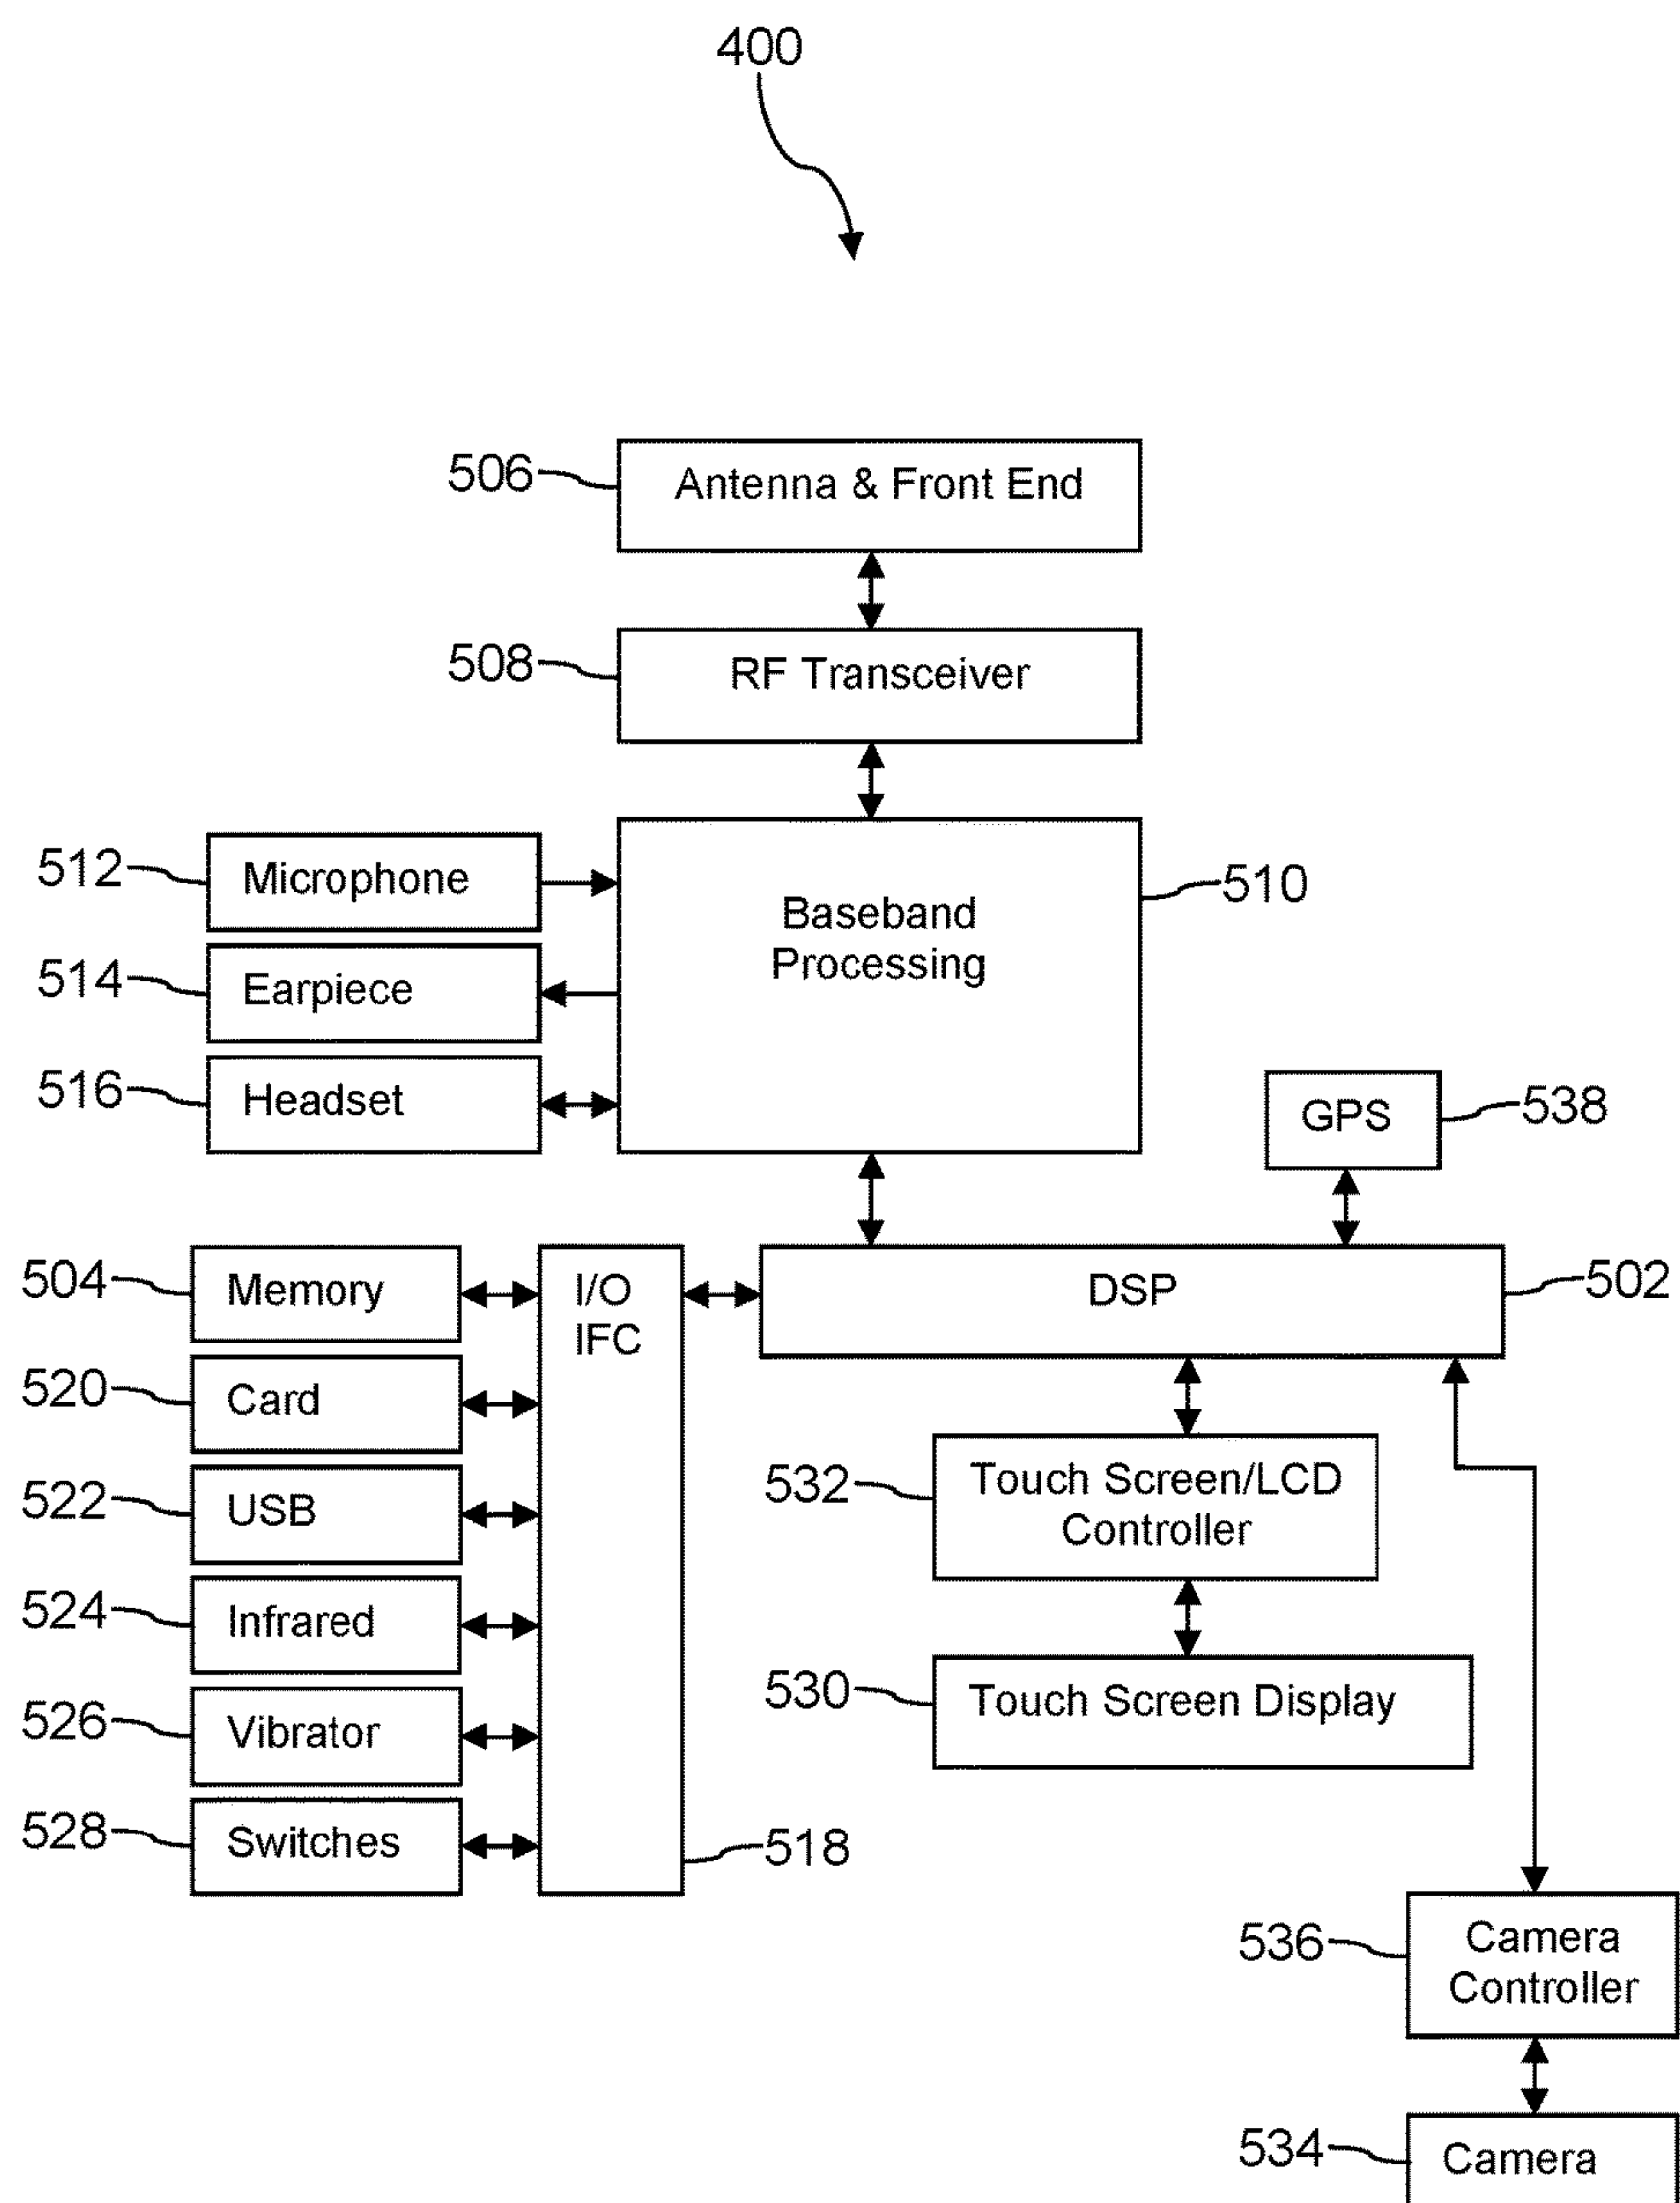 400
506
Antenna & Front End
508
RF Transceiver
512
Microphone
Baseband
Processing
510
514
Earpiece
516
Headset
GPS
538
504
Memory
I/O
IFC
DSP
502
520
Card
522
USB
532
Touch Screen/LCD
Controller
524
Infrared
530
Touch Screen Display
526
Vibrator
528
Switches
518
536
Camera
Controller
534
Camera